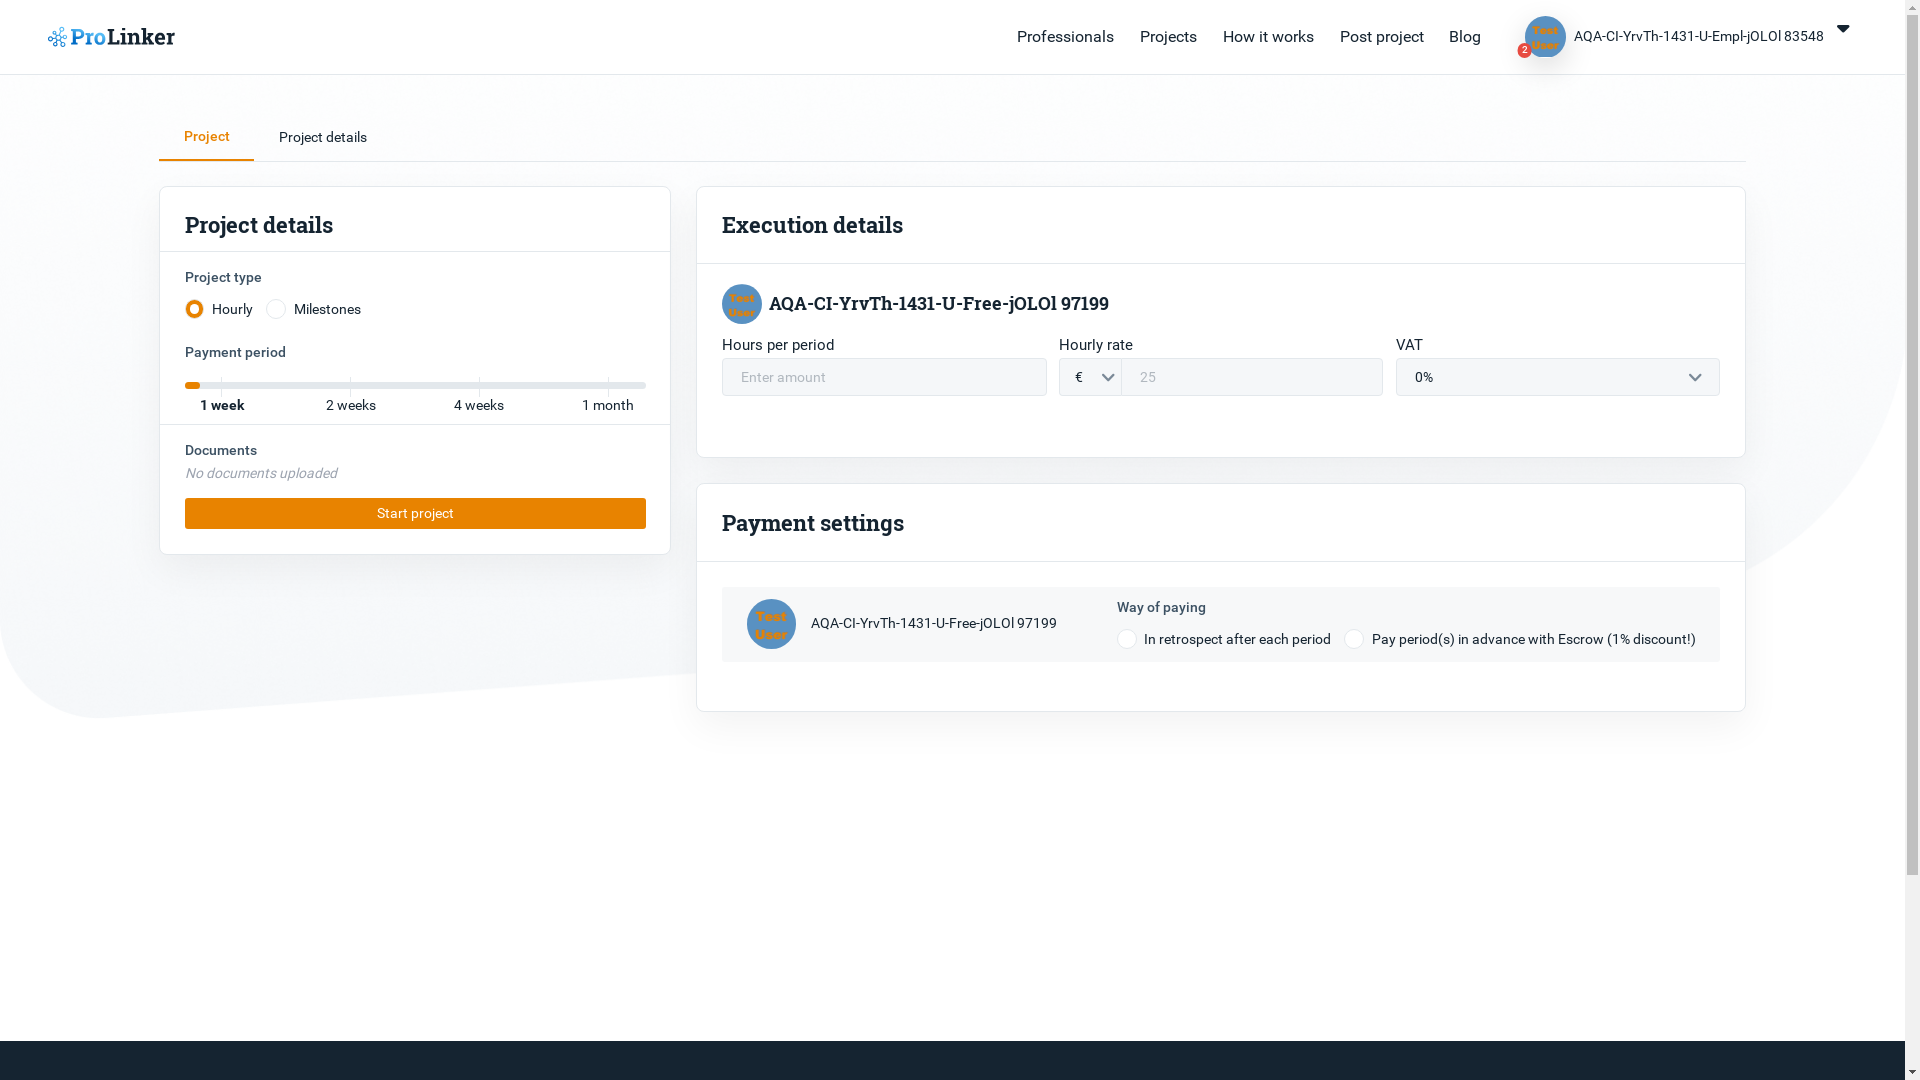 ProLinker
Professionals
Projects
How it works
Post project
Blog
Test
User
2
AQA-CI-YrvTh-1431-U-Empl-jOLOl 83548
Project
Project details
Project details
Project type
Hourly
Milestones
Payment period
1 week
2 weeks
4 weeks
1 month
Documents
No documents uploaded
Start project
Execution details
Test
User
AQA-CI-YrvTh-1431-U-Free-jOLOl 97199
Hours per period
Hourly rate
VAT
Enter amount
€
25
0%
Payment settings
Test
User
AQA-CI-YrvTh-1431-U-Free-jOLOl 97199
Way of paying
In retrospect after each period
Pay period(s) in advance with Escrow (1% discount!)